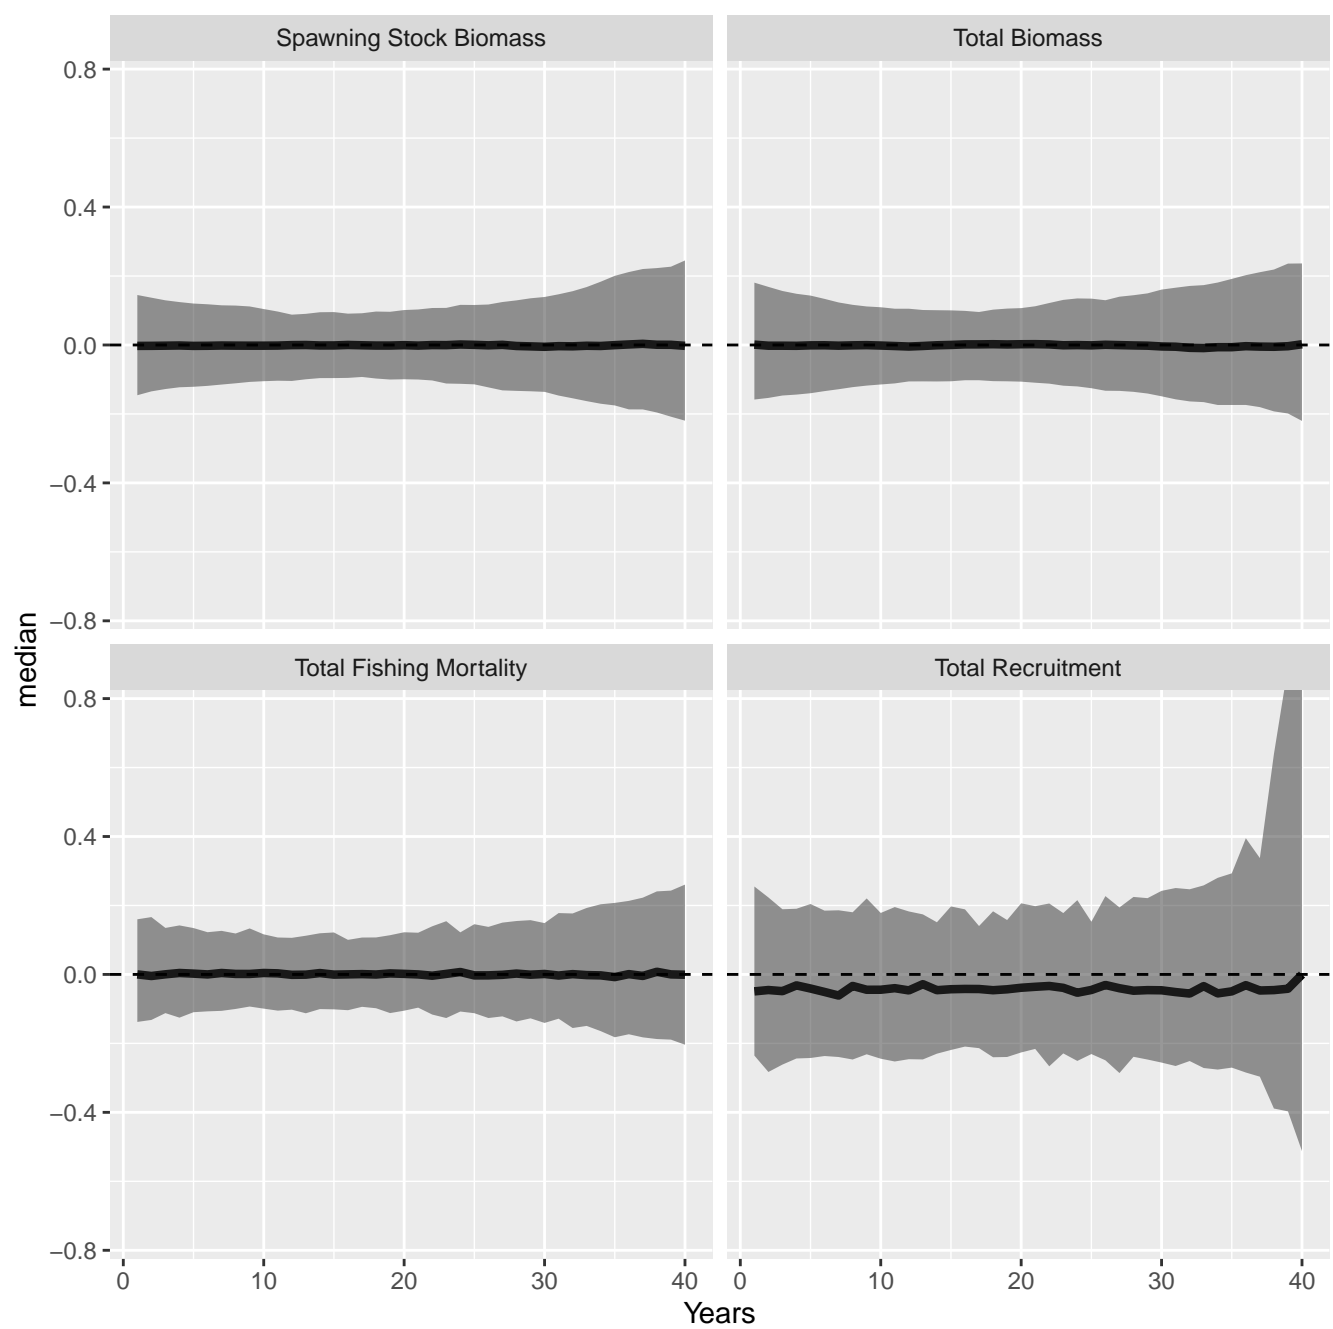 Spawning Stock Biomass
Total Biomass
0.8
0.4
0.0
−0.4
−0.8
median
Total Fishing Mortality
Total Recruitment
0.8
0.4
0.0
−0.4
−0.8
0 10 20 30 40
0 10 20 30 40
Years